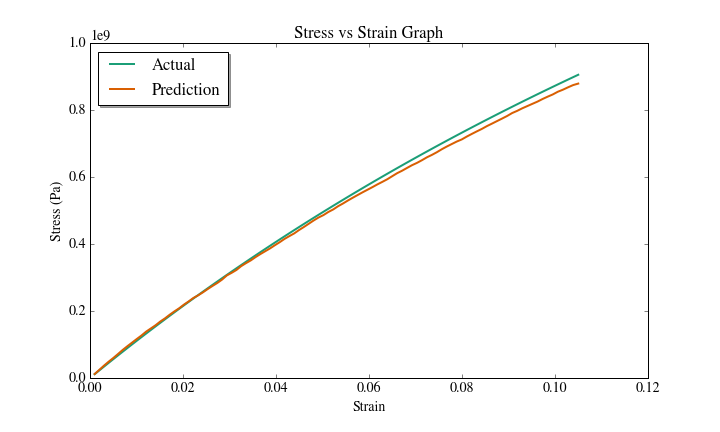 Stress vs Strain Graph
1e9
1.0
0.8
0.6
0.4
0.2
0.0
Stress (Pa)
Actual
Prediction
0.00 0.02 0.04 0.06 0.08 0.10 0.12
Strain